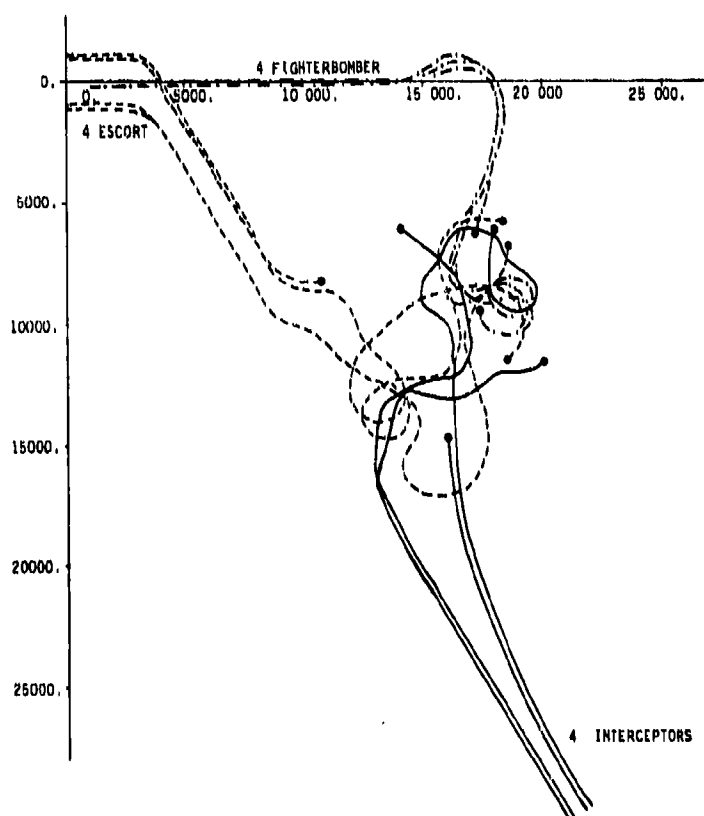 4 FIGHTERBOMBER
0.
0. 5000. 10 000. 15 000. 20 000 25 000.
4 ESCORT
5000.
10000.
15000.
20000.
25000.
4 INTERCEPTORS